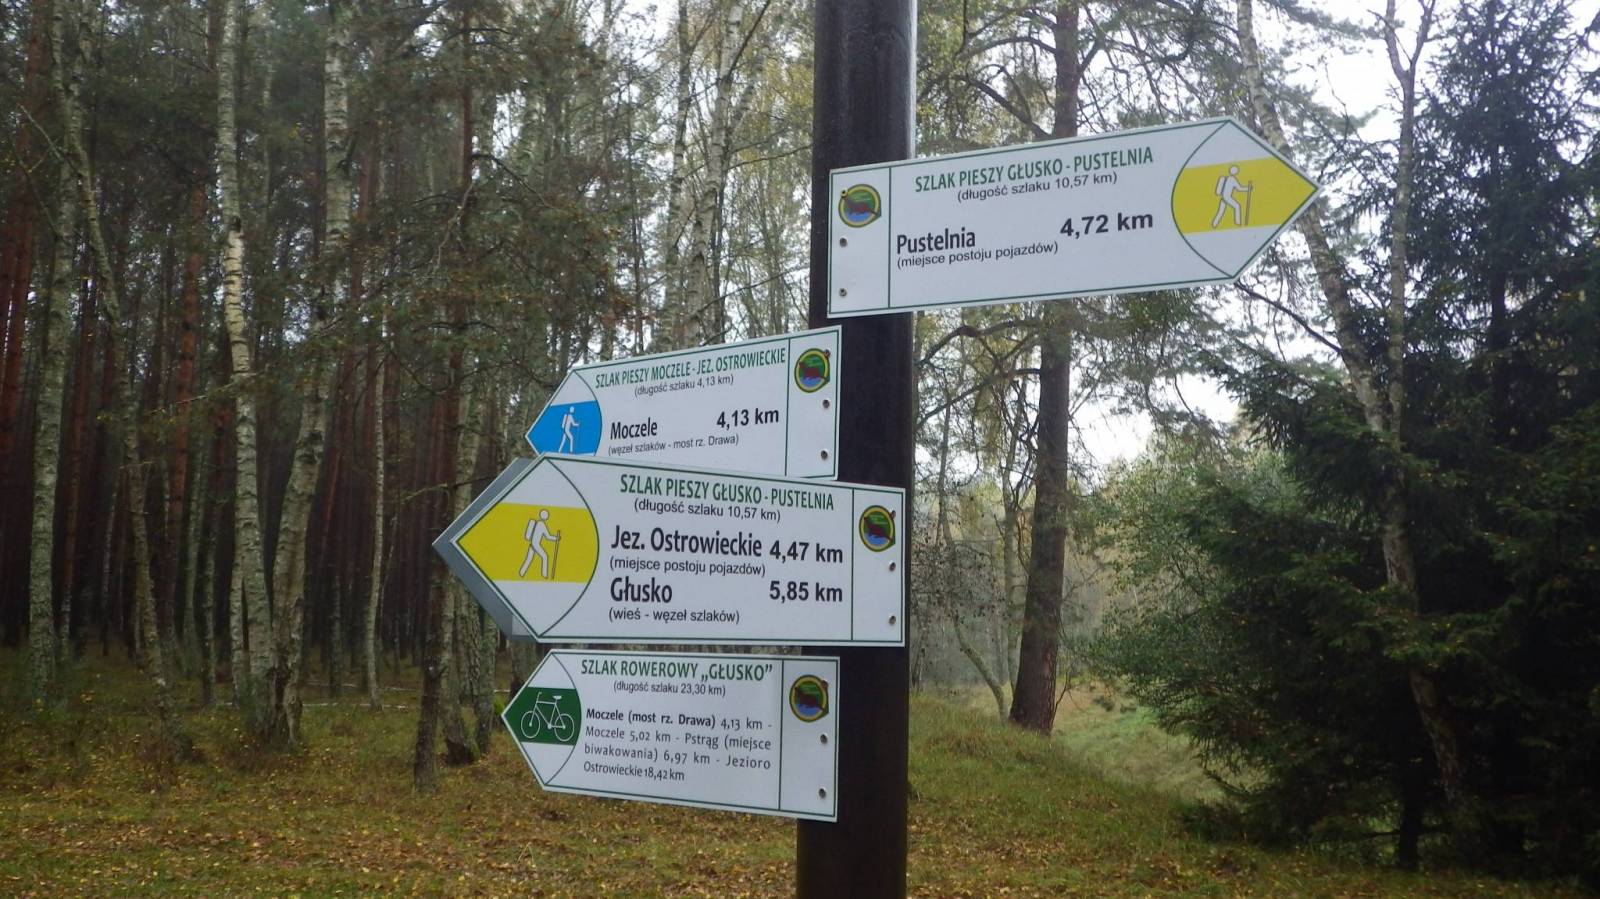 SZLAK PIESZY GŁUSKO - PUSTELNIA
(długość szlaku 10,57 km)
Pustelnia 4,72 km
(miejsce postoju pojazdów)
SZLAK PIESZY MOCZELE - JEZ. OSTROWIECKIE
(długość szlaku 4,13 km)
Moczele 4,13 km
(węzeł szlaków - most rz. Drawa)
SZLAK PIESZY GŁUSKO - PUSTELNIA
(długość szlaku 10,57 km)
Jez. Ostrowieckie 4,47 km
(miejsce postoju pojazdów)
Głusko 5,85 km
(wieś - węzeł szlaków)
SZLAK ROWEROWY „GŁUSKO”
(długość szlaku 23,30 km)
Moczele (most rz. Drawa) 4,13 km -
Moczele 5,02 km - Pstrąg (miejsce
biwakowania) 6,97 km - Jezioro
Ostrowieckie 18,42 km